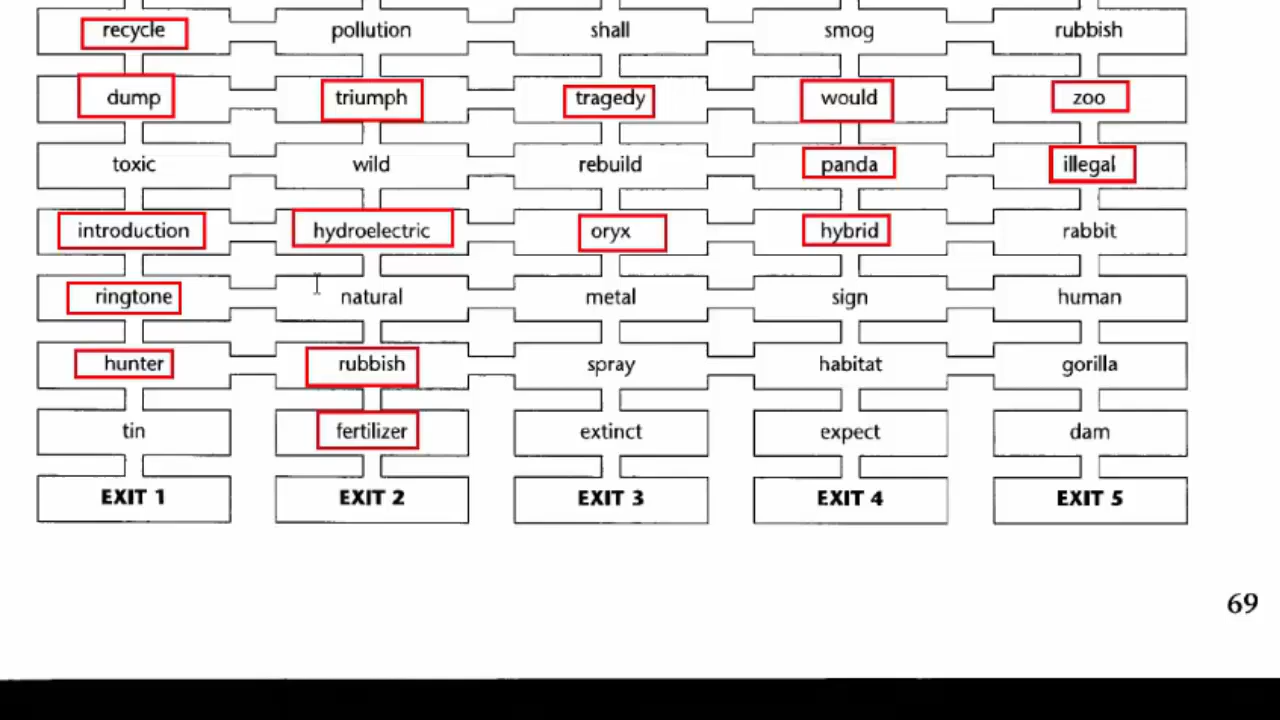 recycle pollution shall smog rubbish
dump triumph tragedy would zoo
toxic wild rebuild panda illegal
introduction hydroelectric oryx hybrid rabbit
ringtone natural metal sign human
hunter rubbish spray habitat gorilla
tin fertilizer extinct expect dam
EXIT 1 EXIT 2 EXIT 3 EXIT 4 EXIT 5
69